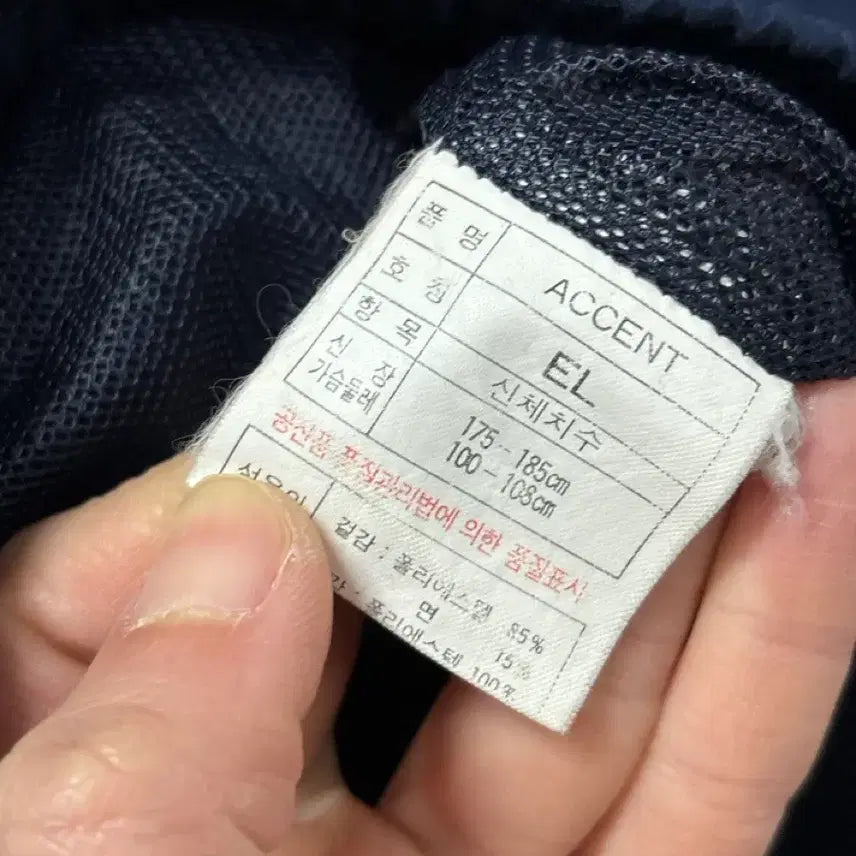 품 명 ACCENT
호 칭 EL
항 목 신체치수
신 장 175-185cm
가슴둘레 100-108cm
공산품 품질관리법에 의한 품질표시
겉감 : 폴리에스텔 85%
면 15%
감 : 폴리에스테 100%